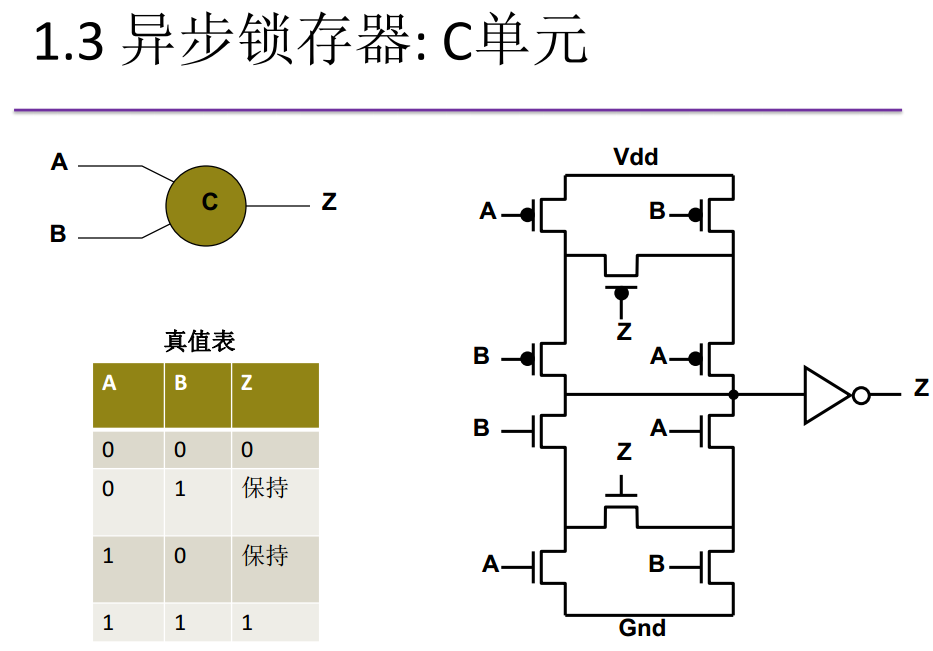 1.3 异步锁存器: C单元
A
B
C
Z
真值表
A B Z
0 0 0
0 1 保持
1 0 保持
1 1 1
Vdd
A B
Z
B A
Z
B A
Z
A B
Gnd